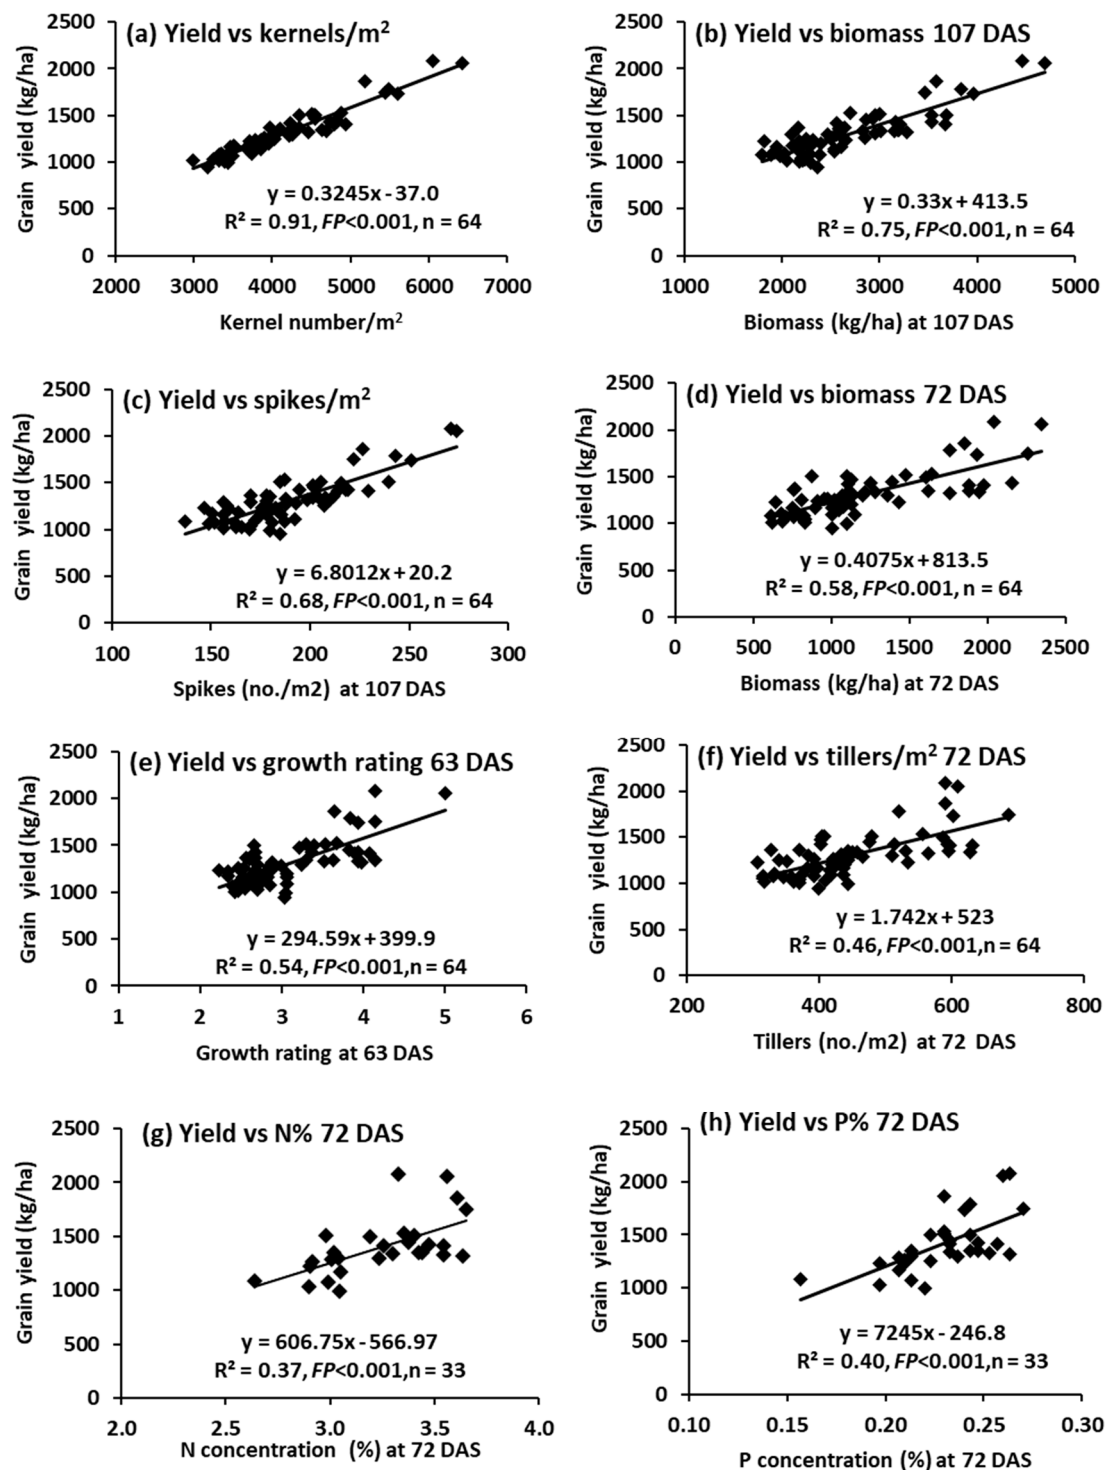 (a) Yield vs kernels/m²
Grain yield (kg/ha)
2500
2000
1500
1000
500
0
y = 0.3245x - 37.0
R² = 0.91, FP<0.001, n = 64
2000 3000 4000 5000 6000 7000
Kernel number/m²
(b) Yield vs biomass 107 DAS
Grain yield (kg/ha)
2500
2000
1500
1000
500
0
y = 0.33x + 413.5
R² = 0.75, FP<0.001, n = 64
1000 2000 3000 4000 5000
Biomass (kg/ha) at 107 DAS
(c) Yield vs spikes/m²
Grain yield (kg/ha)
2500
2000
1500
1000
500
0
y = 6.8012x + 20.2
R² = 0.68, FP<0.001, n = 64
100 150 200 250 300
Spikes (no./m2) at 107 DAS
(d) Yield vs biomass 72 DAS
Grain yield (kg/ha)
2500
2000
1500
1000
500
0
y = 0.4075x + 813.5
R² = 0.58, FP<0.001, n = 64
0 500 1000 1500 2000 2500
Biomass (kg/ha) at 72 DAS
(e) Yield vs growth rating 63 DAS
Grain yield (kg/ha)
2500
2000
1500
1000
500
0
y = 294.59x + 399.9
R² = 0.54, FP<0.001,n = 64
1 2 3 4 5 6
Growth rating at 63 DAS
(f) Yield vs tillers/m² 72 DAS
Grain yield (kg/ha)
2500
2000
1500
1000
500
0
y = 1.742x + 523
R² = 0.46, FP<0.001,n = 64
200 400 600 800
Tillers (no./m2) at 72 DAS
(g) Yield vs N% 72 DAS
Grain yield (kg/ha)
2500
2000
1500
1000
500
0
y = 606.75x - 566.97
R² = 0.37, FP<0.001,n = 33
2.0 2.5 3.0 3.5 4.0
N concentration (%) at 72 DAS
(h) Yield vs P% 72 DAS
Grain yield (kg/ha)
2500
2000
1500
1000
500
0
y = 7245x - 246.8
R² = 0.40, FP<0.001,n = 33
0.10 0.15 0.20 0.25 0.30
P concentration (%) at 72 DAS